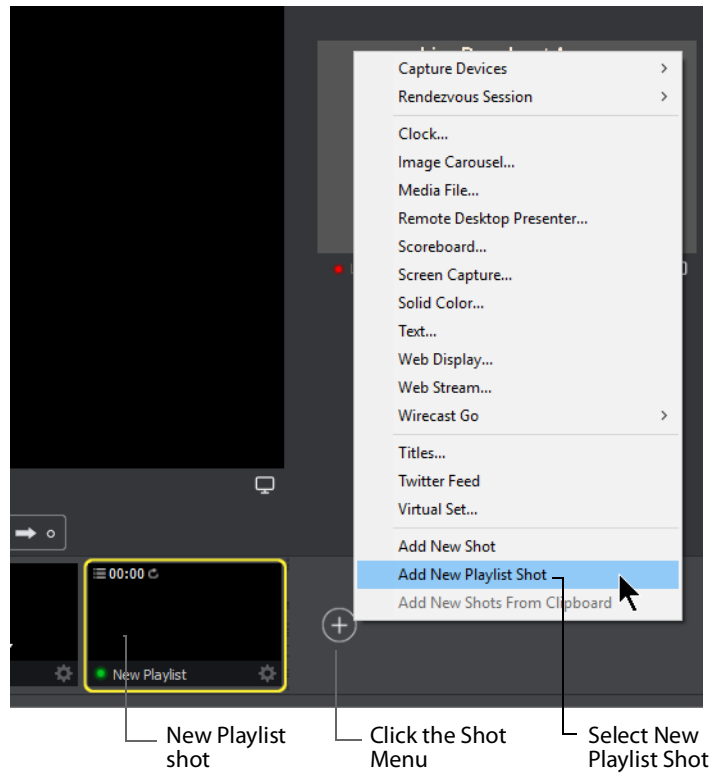 Capture Devices
Rendezvous Session
Clock...
Image Carousel...
Media File...
Remote Desktop Presenter...
Scoreboard...
Screen Capture...
Solid Color...
Text...
Web Display...
Web Stream...
Wirecast Go
Titles...
Twitter Feed
Virtual Set...
Add New Shot
Add New Playlist Shot
Add New Shots From Clipboard
00:00
New Playlist
New Playlist
shot
Click the Shot
Menu
Select New
Playlist Shot